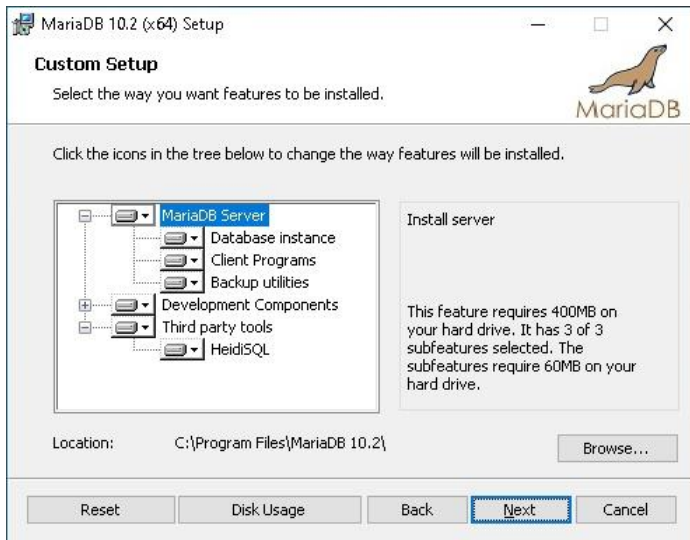 MariaDB 10.2 (x64) Setup
Custom Setup
Select the way you want features to be installed.
MariaDB
Click the icons in the tree below to change the way features will be installed.
MariaDB Server
Database instance
Client Programs
Backup utilities
Development Components
Third party tools
HeidiSQL
Install server
This feature requires 400MB on
your hard drive. It has 3 of 3
subfeatures selected. The
subfeatures require 60MB on your
hard drive.
Location: C:\Program Files\MariaDB 10.2\
Browse...
Reset Disk Usage Back Next Cancel